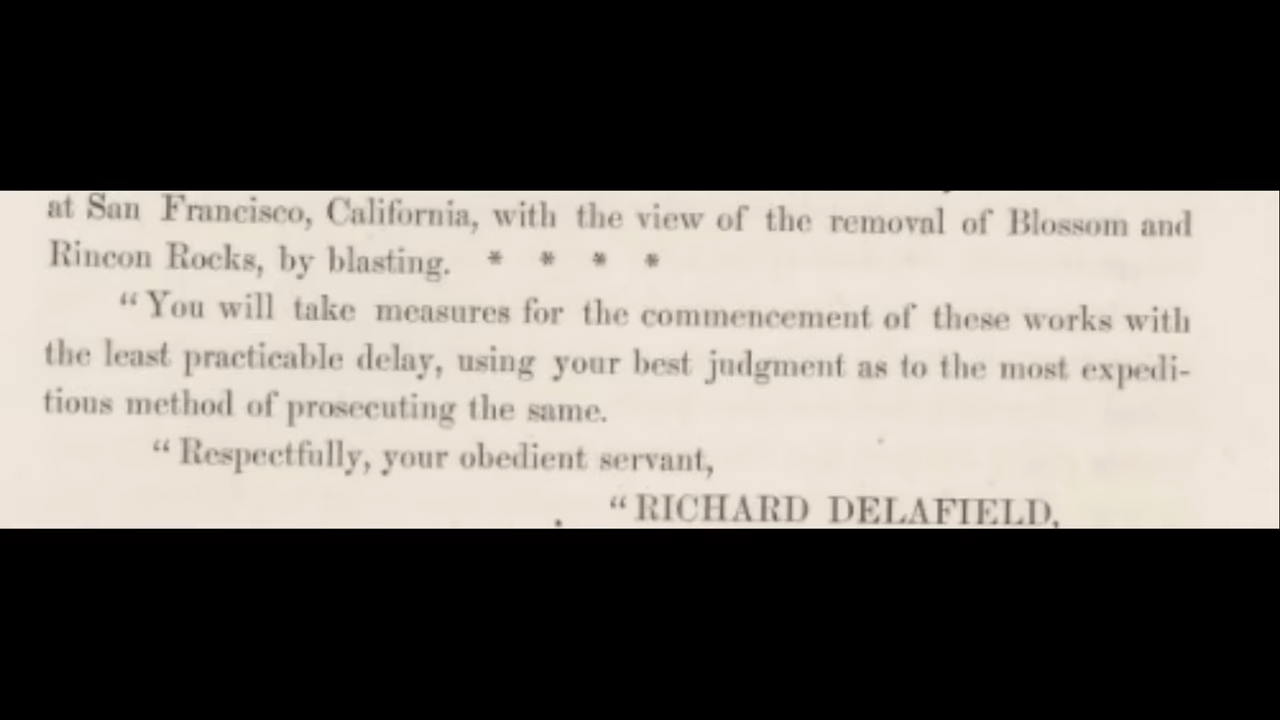 at San Francisco, California, with the view of the removal of Blossom and
Rincon Rocks, by blasting. * * * *
“You will take measures for the commencement of these works with
the least practicable delay, using your best judgment as to the most expedi-
tious method of prosecuting the same.
“Respectfully, your obedient servant,
“RICHARD DELAFIELD,